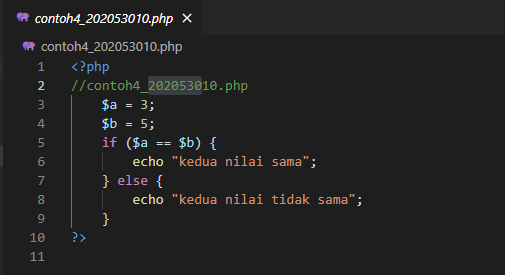 contoh4_202053010.php ×
contoh4_202053010.php
1 <?php
2 //contoh4_202053010.php
3 $a = 3;
4 $b = 5;
5 if ($a == $b) {
6 echo "kedua nilai sama";
7 } else {
8 echo "kedua nilai tidak sama";
9 }
10 ?>
11